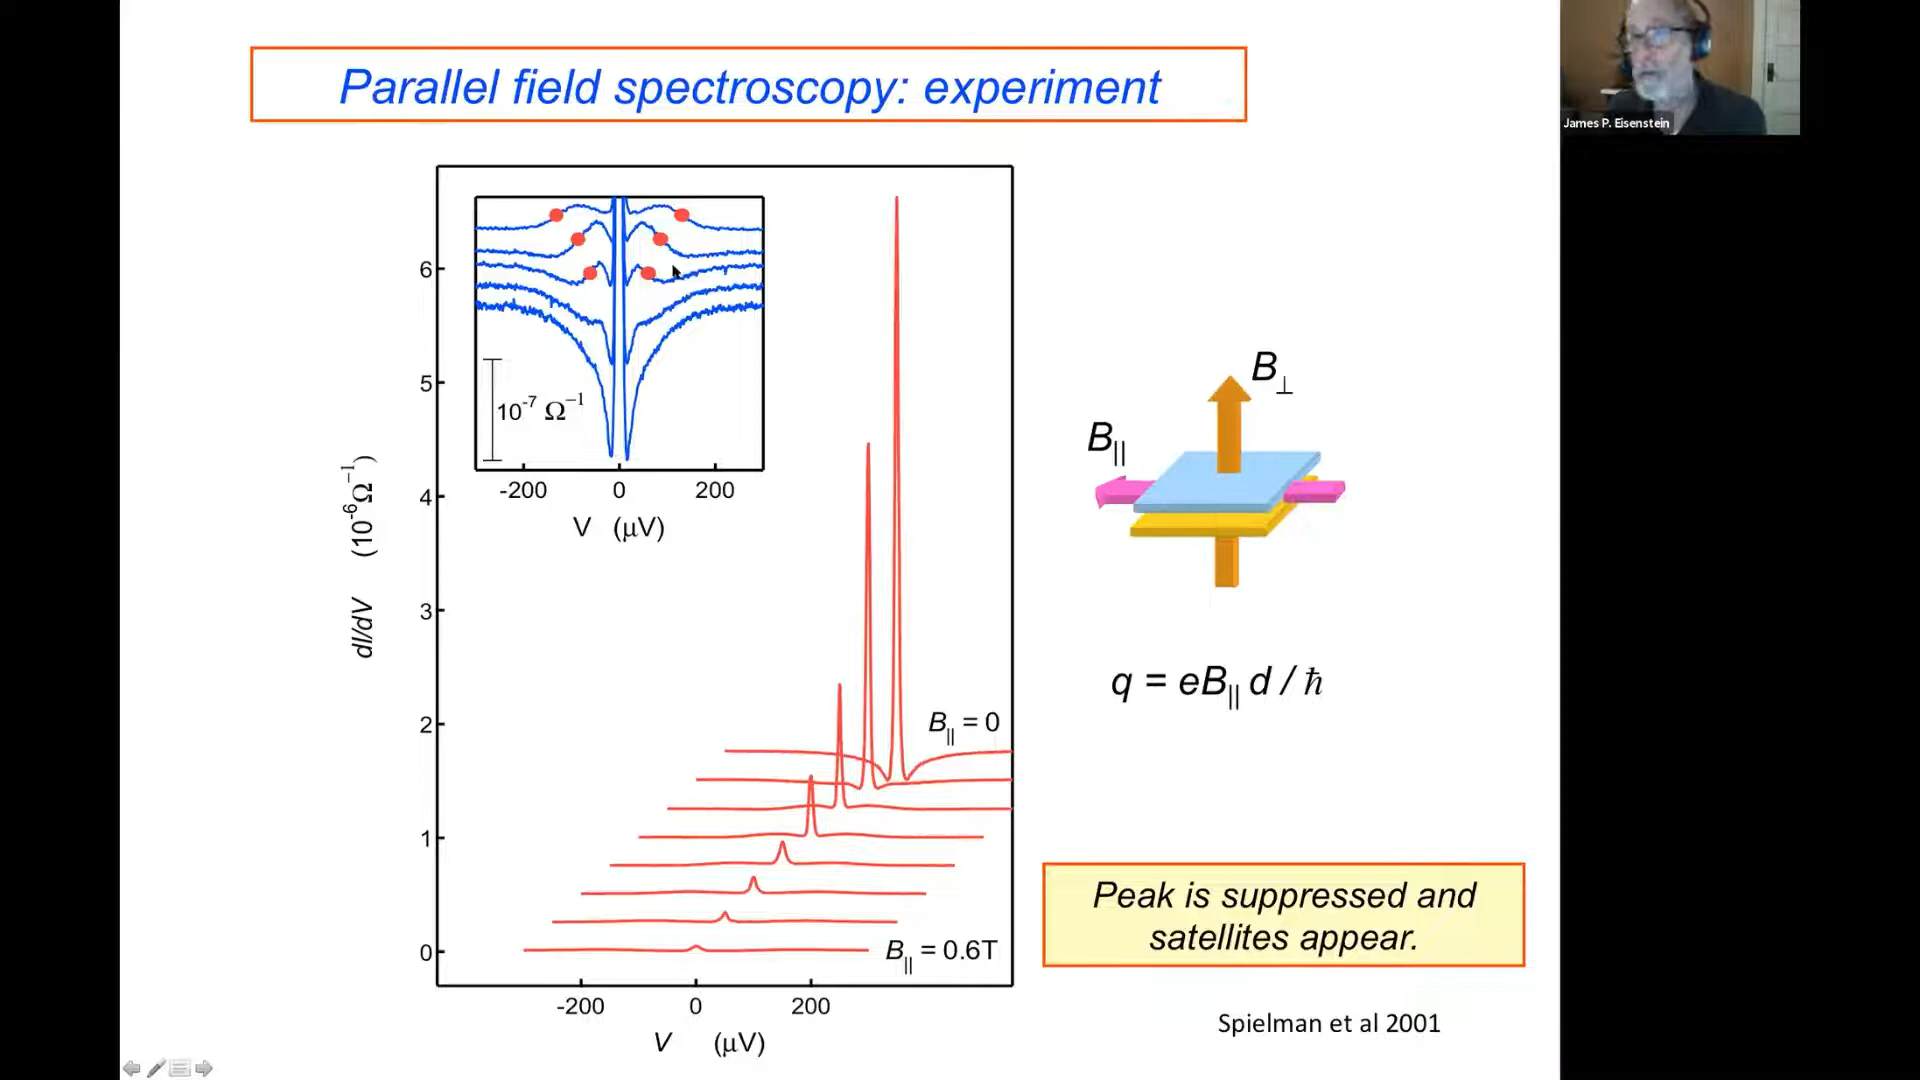 Parallel field spectroscopy: experiment
James P. Eisenstein
6
5
4
3
2
1
0
dI/dV (10⁻⁶Ω⁻¹)
10⁻⁷ Ω⁻¹
-200 0 200
V (μV)
B|| = 0
B|| = 0.6T
-200 0 200
V (μV)
B⊥
B||
q = eB|| d / ħ
Peak is suppressed and
satellites appear.
Spielman et al 2001